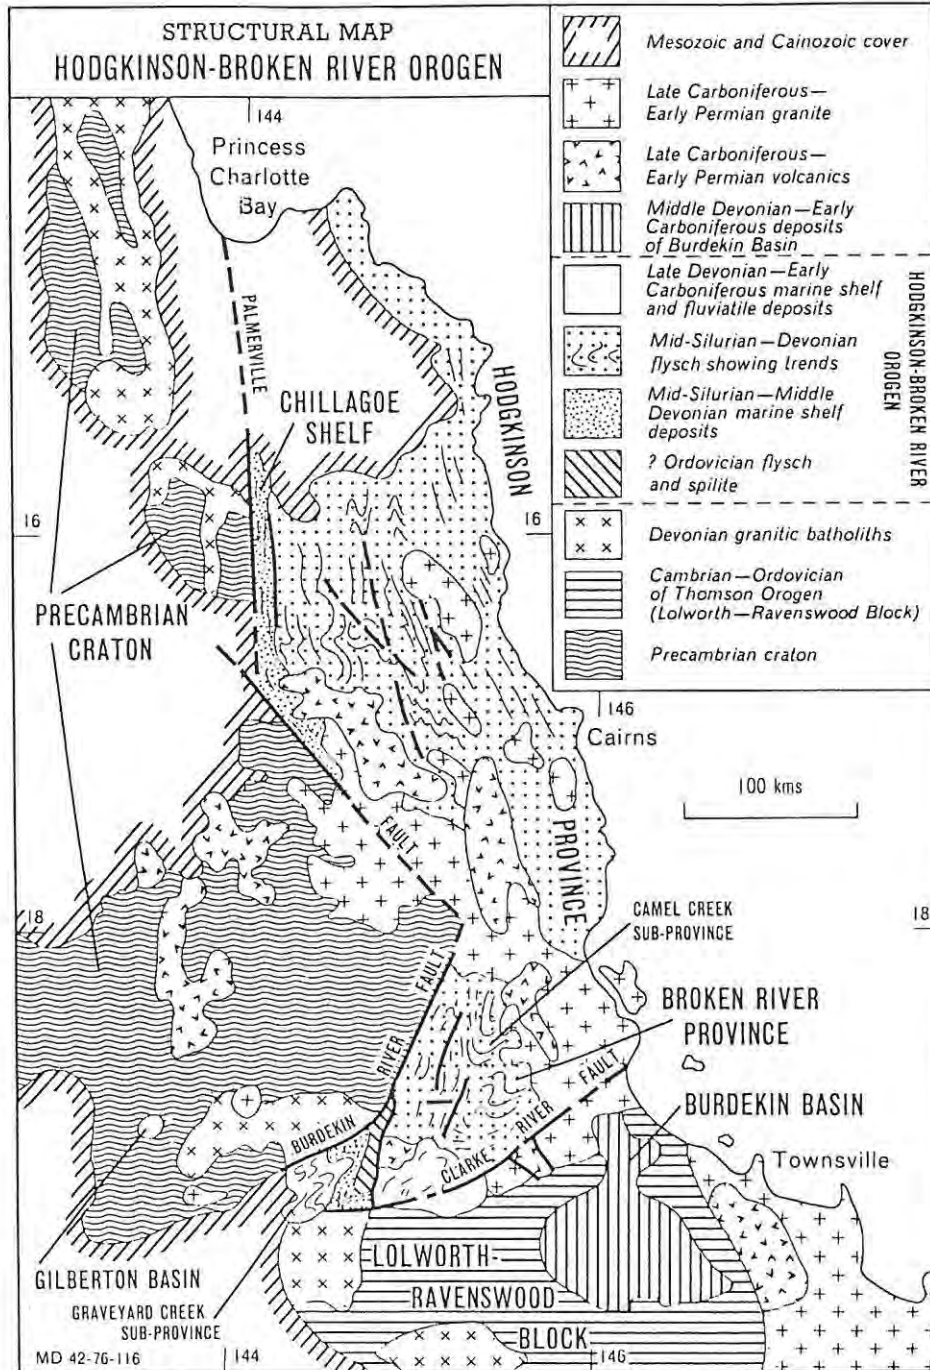 STRUCTURAL MAP
HODGKINSON-BROKEN RIVER OROGEN
Mesozoic and Cainozoic cover
Late Carboniferous—
Early Permian granite
Late Carboniferous—
Early Permian volcanics
Middle Devonian—Early
Carboniferous deposits
of Burdekin Basin
Late Devonian—Early
Carboniferous marine shelf
and fluviatile deposits
Mid-Silurian—Devonian
flysch showing trends
Mid-Silurian—Middle
Devonian marine shelf
deposits
? Ordovician flysch
and spilite
HODGKINSON-BROKEN RIVER
OROGEN
Devonian granitic batholiths
Cambrian—Ordovician
of Thomson Orogen
(Lolworth—Ravenswood Block)
Precambrian craton
144
Princess
Charlotte
Bay
PALMERVILLE
CHILLAGOE
SHELF
HODGKINSON
16
16
PRECAMBRIAN
CRATON
146
Cairns
100 kms
FAULT
PROVINCE
18
18
CAMEL CREEK
SUB-PROVINCE
BROKEN RIVER
PROVINCE
BURDEKIN
RIVER
FAULT
CLARKE
RIVER
FAULT
BURDEKIN BASIN
Townsville
GILBERTON BASIN
GRAVEYARD CREEK
SUB-PROVINCE
LOLWORTH-
RAVENSWOOD
BLOCK
MD 42-76-116
144
146